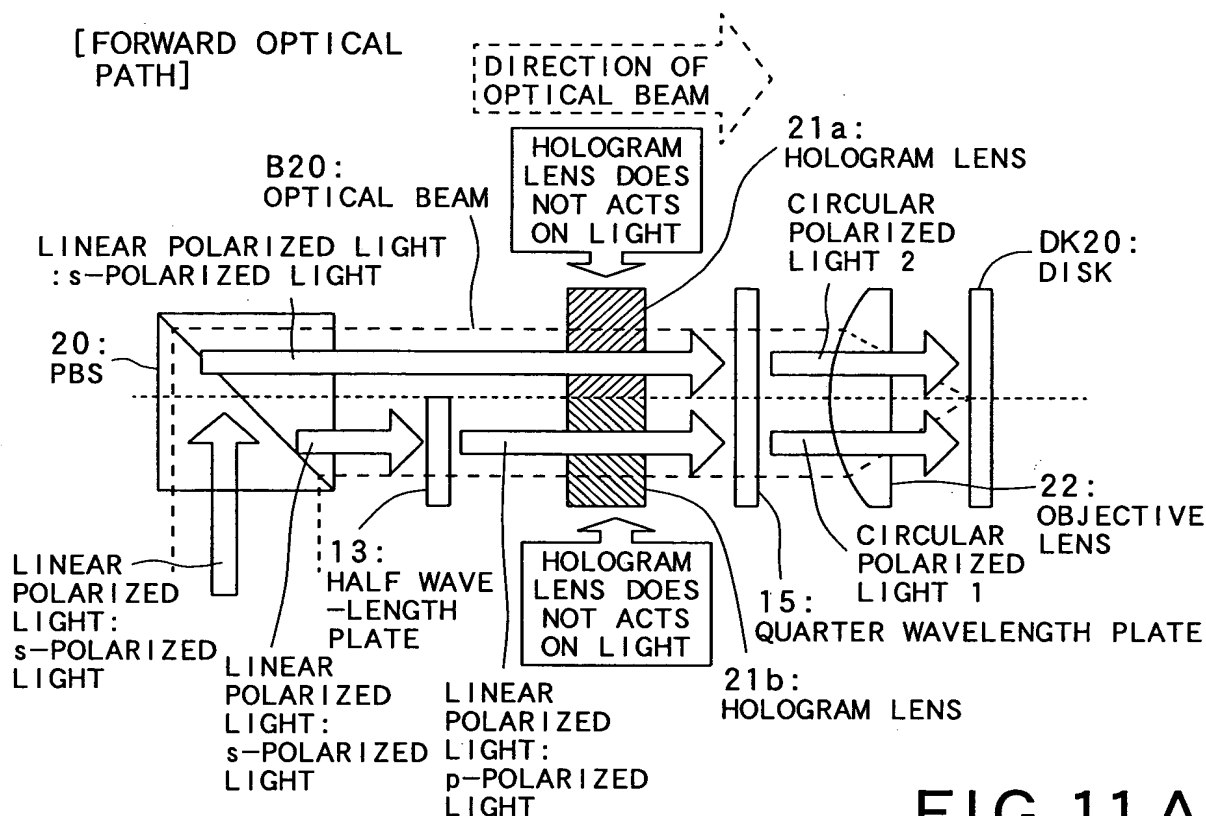 [FORWARD OPTICAL
PATH]
DIRECTION OF
OPTICAL BEAM
HOLOGRAM
LENS DOES
NOT ACTS
ON LIGHT
21a:
HOLOGRAM LENS
B20:
OPTICAL BEAM
CIRCULAR
POLARIZED
LIGHT 2
DK20:
DISK
LINEAR POLARIZED LIGHT
:s-POLARIZED LIGHT
20:
PBS
LINEAR
POLARIZED
LIGHT:
s-POLARIZED
LIGHT
LINEAR
POLARIZED
LIGHT:
s-POLARIZED
LIGHT
13:
HALF WAVE
-LENGTH
PLATE
LINEAR
POLARIZED
LIGHT:
p-POLARIZED
LIGHT
HOLOGRAM
LENS DOES
NOT ACTS
ON LIGHT
21b:
HOLOGRAM LENS
CIRCULAR
POLARIZED
LIGHT 1
15:
QUARTER WAVELENGTH PLATE
22:
OBJECTIVE
LENS
FIG.11A